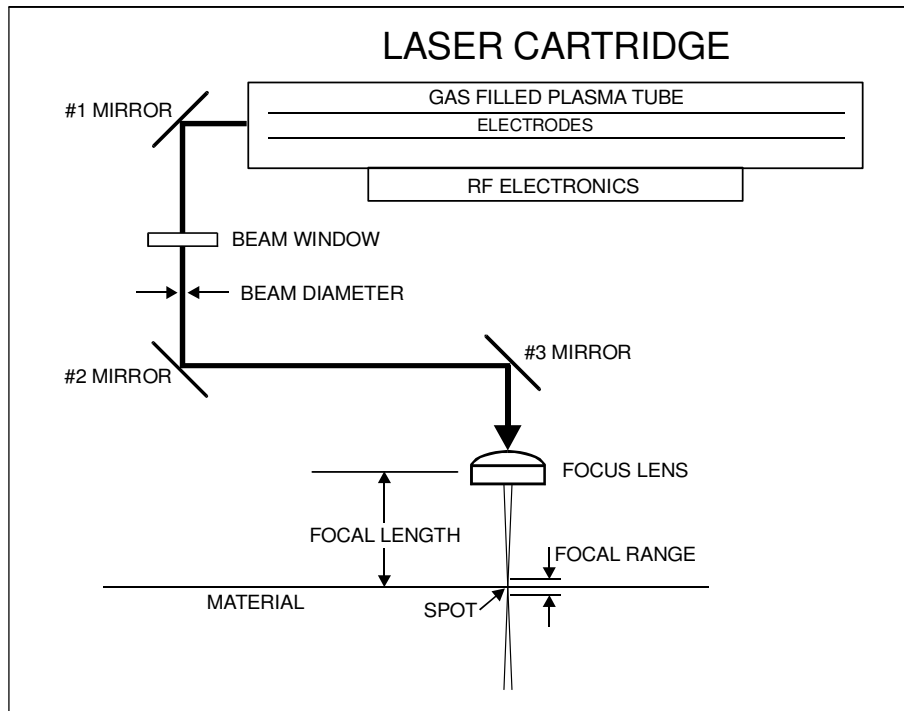 LASER CARTRIDGE
GAS FILLED PLASMA TUBE
#1 MIRROR
ELECTRODES
RF ELECTRONICS
BEAM WINDOW
BEAM DIAMETER
#3 MIRROR
#2 MIRROR
FOCUS LENS
FOCAL LENGTH
FOCAL RANGE
MATERIAL
SPOT